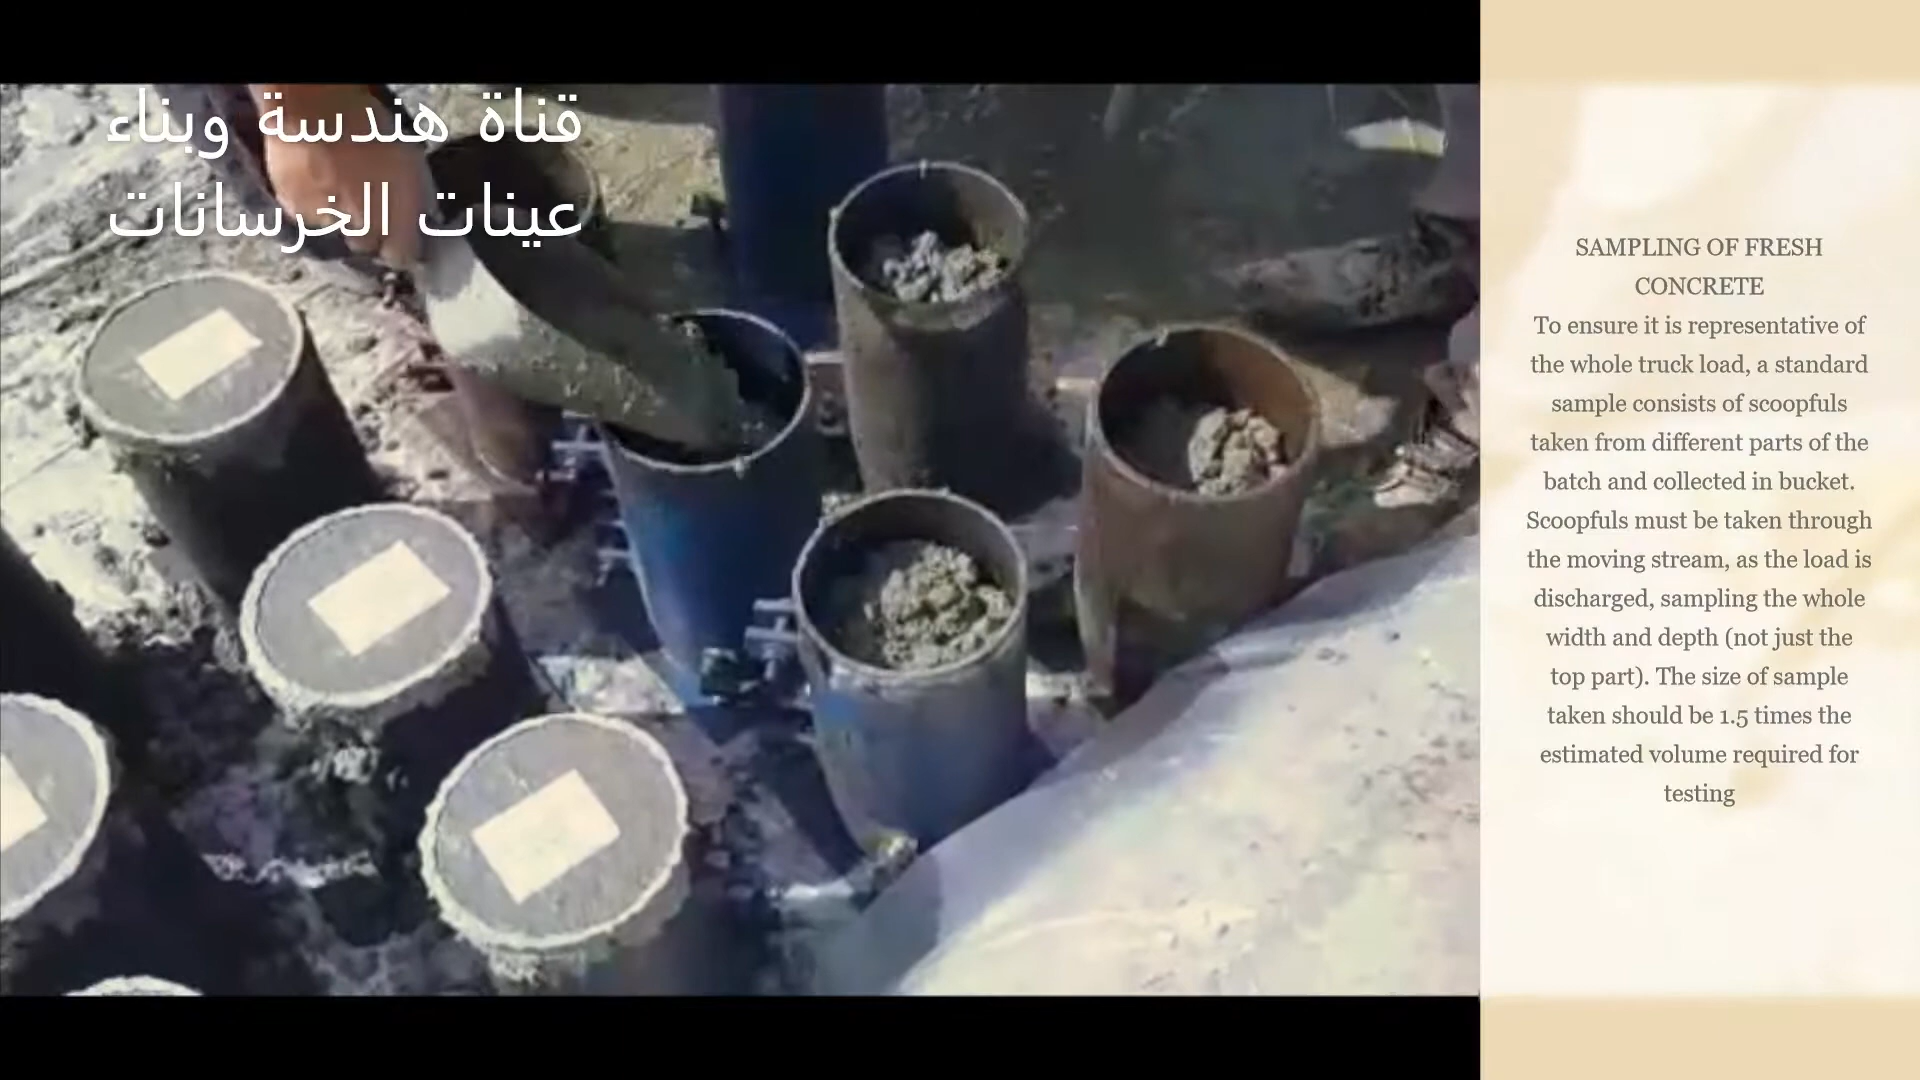 قناة هندسة وبناء
عينات الخرسانات
SAMPLING OF FRESH
CONCRETE
To ensure it is representative of
the whole truck load, a standard
sample consists of scoopfuls
taken from different parts of the
batch and collected in bucket.
Scoopfuls must be taken through
the moving stream, as the load is
discharged, sampling the whole
width and depth (not just the
top part). The size of sample
taken should be 1.5 times the
estimated volume required for
testing